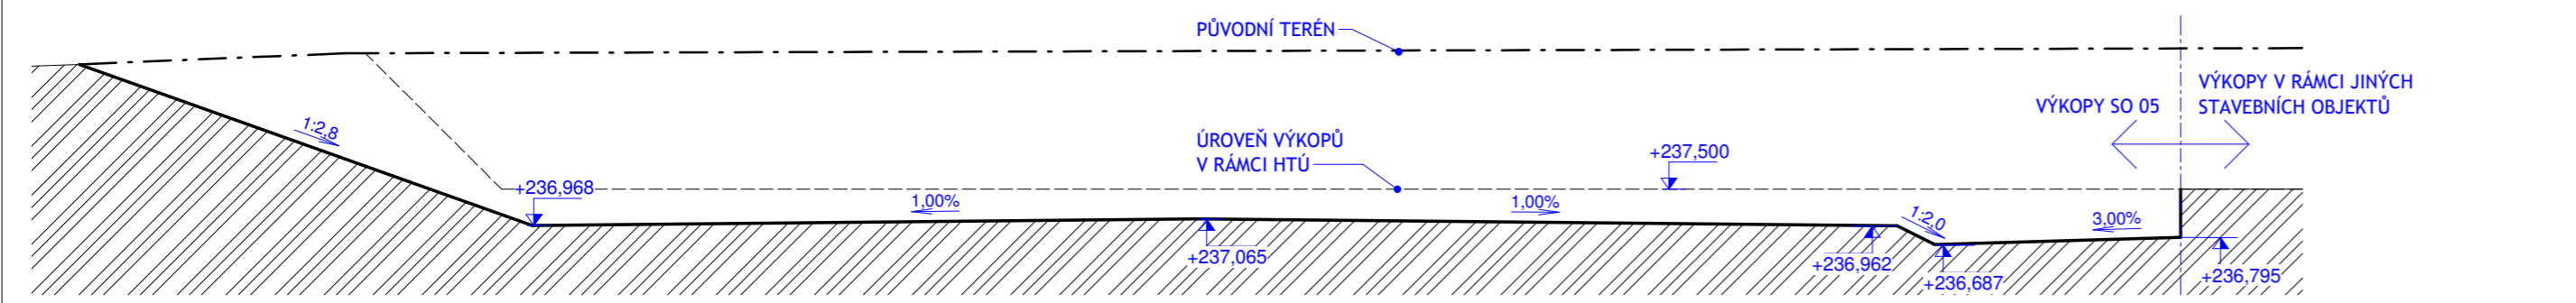 PŮVODNÍ TERÉN
VÝKOPY SO 05
VÝKOPY V RÁMCI JINÝCH
STAVEBNÍCH OBJEKTŮ
1:2,8
ÚROVEŇ VÝKOPŮ
V RÁMCI HTÚ
+237,500
+236,968
1,00%
1,00%
1:2,0
3,00%
+237,065
+236,962
+236,687
+236,795